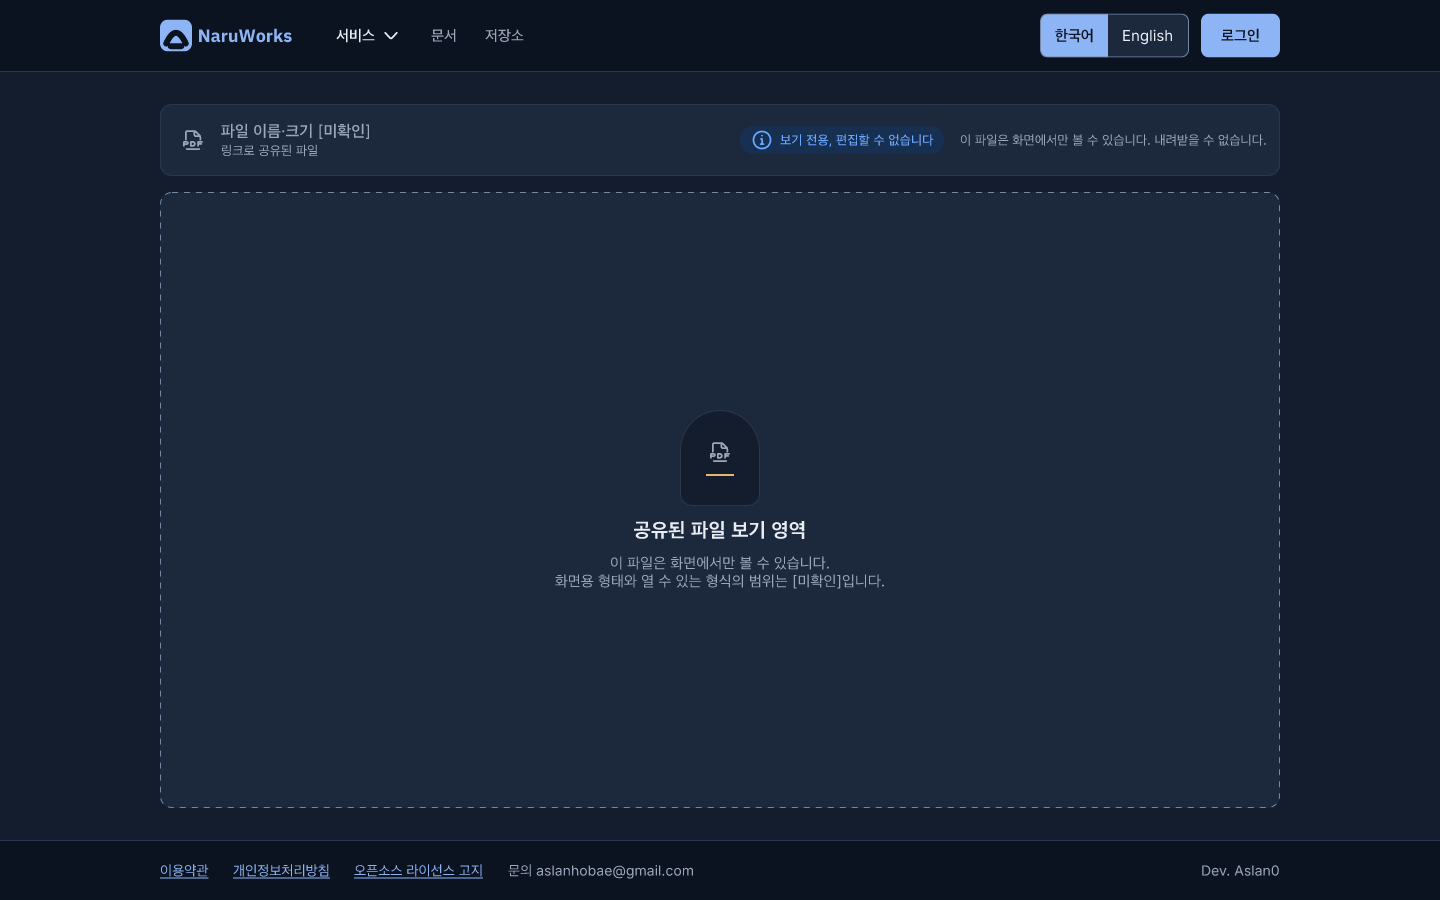 NaruWorks
서비스
문서
저장소
한국어
English
로그인
PDF
파일 이름·크기 [미확인]
링크로 공유된 파일
보기 전용, 편집할 수 없습니다
이 파일은 화면에서만 볼 수 있습니다. 내려받을 수 없습니다.
PDF
공유된 파일 보기 영역
이 파일은 화면에서만 볼 수 있습니다.
화면용 형태와 열 수 있는 형식의 범위는 [미확인]입니다.
이용약관
개인정보처리방침
오픈소스 라이선스 고지
문의 aslanhobae@gmail.com
Dev. Aslan0